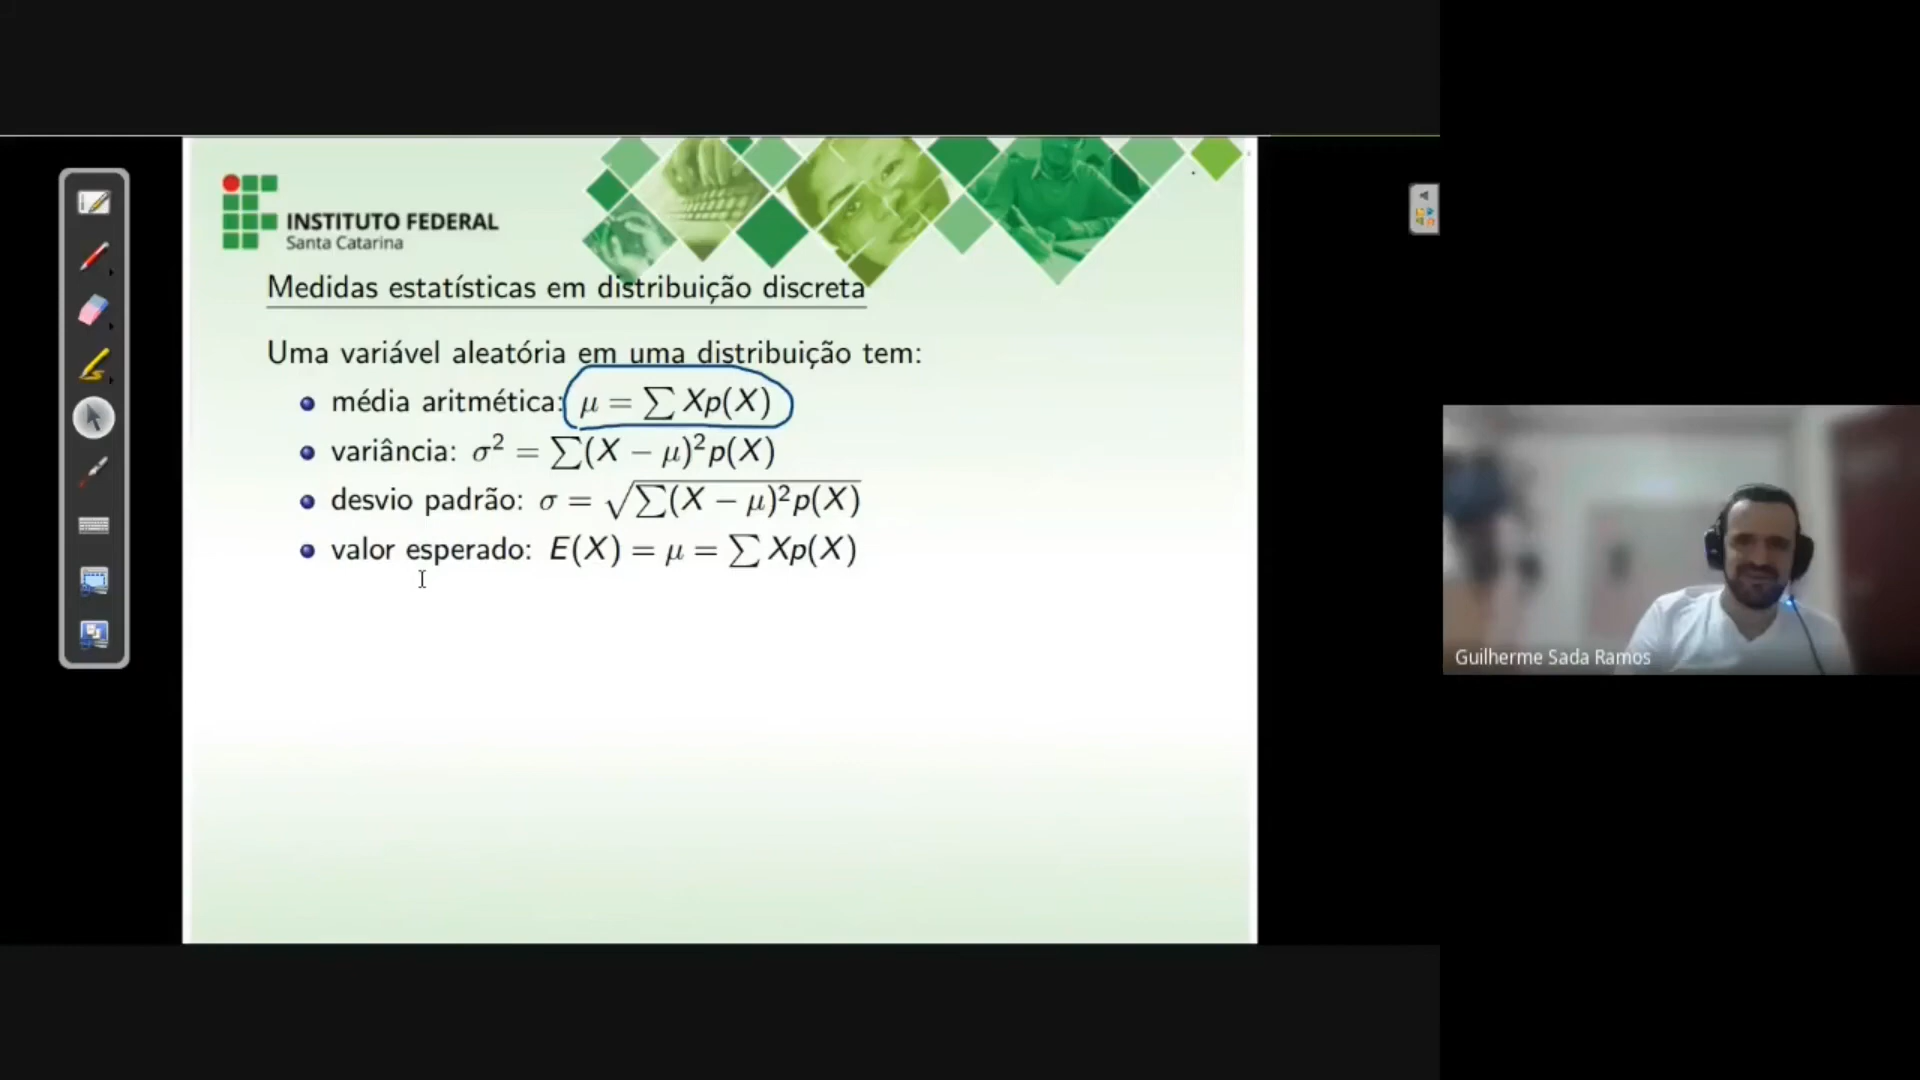 INSTITUTO FEDERAL
Santa Catarina
Medidas estatísticas em distribuição discreta
Uma variável aleatória em uma distribuição tem:
média aritmética: μ = ∑ Xp(X)
variância: σ² = ∑(X − μ)²p(X)
desvio padrão: σ = √∑(X − μ)²p(X)
valor esperado: E(X) = μ = ∑ Xp(X)
Guilherme Sada Ramos